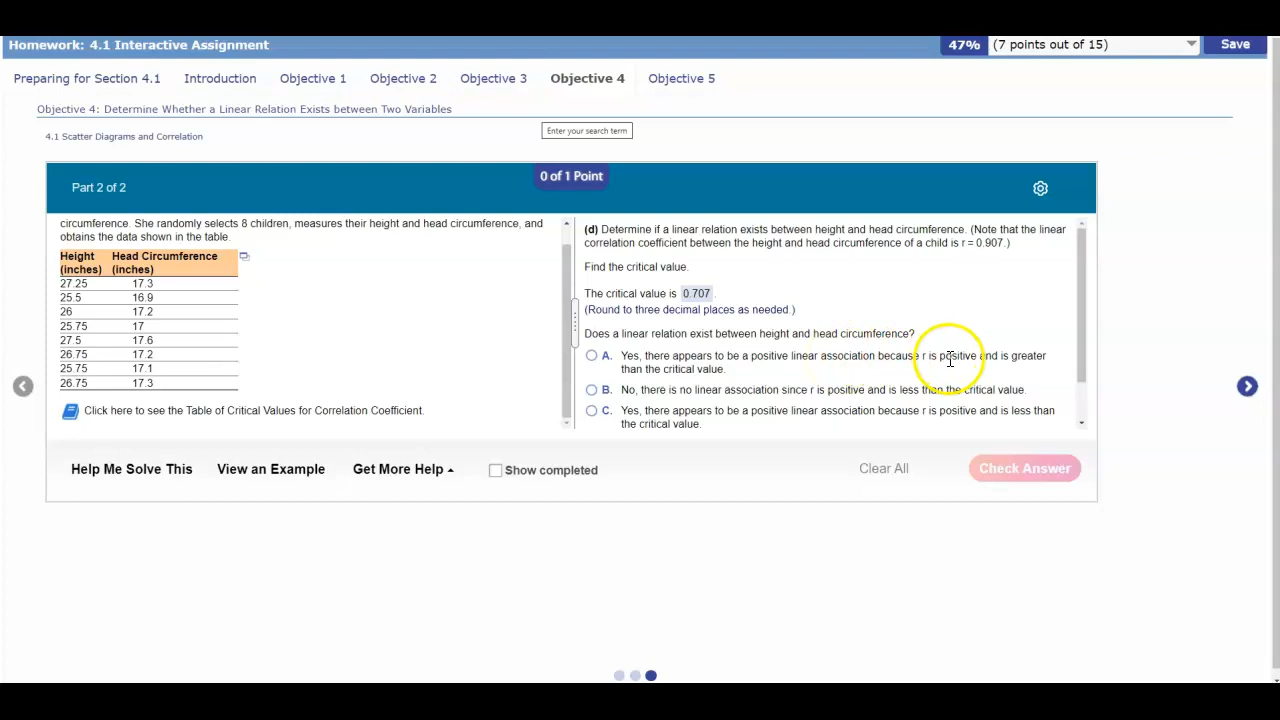 Homework: 4.1 Interactive Assignment
47% (7 points out of 15) Save
Preparing for Section 4.1 Introduction Objective 1 Objective 2 Objective 3 Objective 4 Objective 5
Objective 4: Determine Whether a Linear Relation Exists between Two Variables
Enter your search term
4.1 Scatter Diagrams and Correlation
0 of 1 Point
Part 2 of 2
circumference. She randomly selects 8 children, measures their height and head circumference, and
obtains the data shown in the table.
Height Head Circumference
(inches) (inches)
27.25 17.3
25.5 16.9
26 17.2
25.75 17
27.5 17.6
26.75 17.2
25.75 17.1
26.75 17.3
Click here to see the Table of Critical Values for Correlation Coefficient.
(d) Determine if a linear relation exists between height and head circumference. (Note that the linear
correlation coefficient between the height and head circumference of a child is r = 0.907.)
Find the critical value.
The critical value is 0.707 .
(Round to three decimal places as needed.)
Does a linear relation exist between height and head circumference?
A. Yes, there appears to be a positive linear association because r is positive and is greater
than the critical value.
B. No, there is no linear association since r is positive and is less than the critical value.
C. Yes, there appears to be a positive linear association because r is positive and is less than
the critical value.
Help Me Solve This View an Example Get More Help Show completed Clear All Check Answer